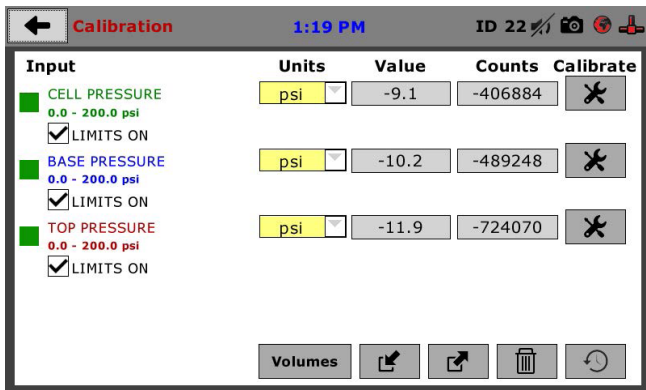 Calibration 1:19 PM ID 22
Input Units Value Counts Calibrate
CELL PRESSURE psi -9.1 -406884
0.0 - 200.0 psi
LIMITS ON
BASE PRESSURE psi -10.2 -489248
0.0 - 200.0 psi
LIMITS ON
TOP PRESSURE psi -11.9 -724070
0.0 - 200.0 psi
LIMITS ON
Volumes